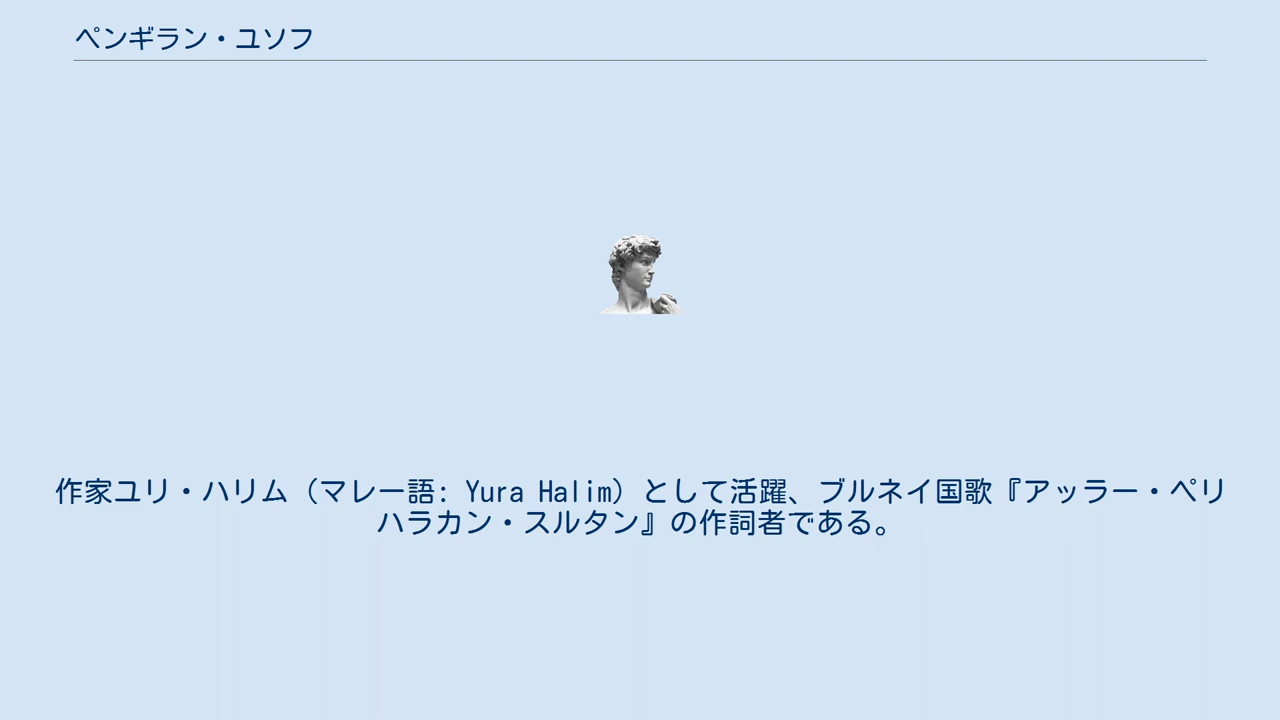 ペンギラン・ユソフ
作家ユリ・ハリム（マレー語: Yura Halim）として活躍、ブルネイ国歌『アッラー・ペリ
ハラカン・スルタン』の作詞者である。